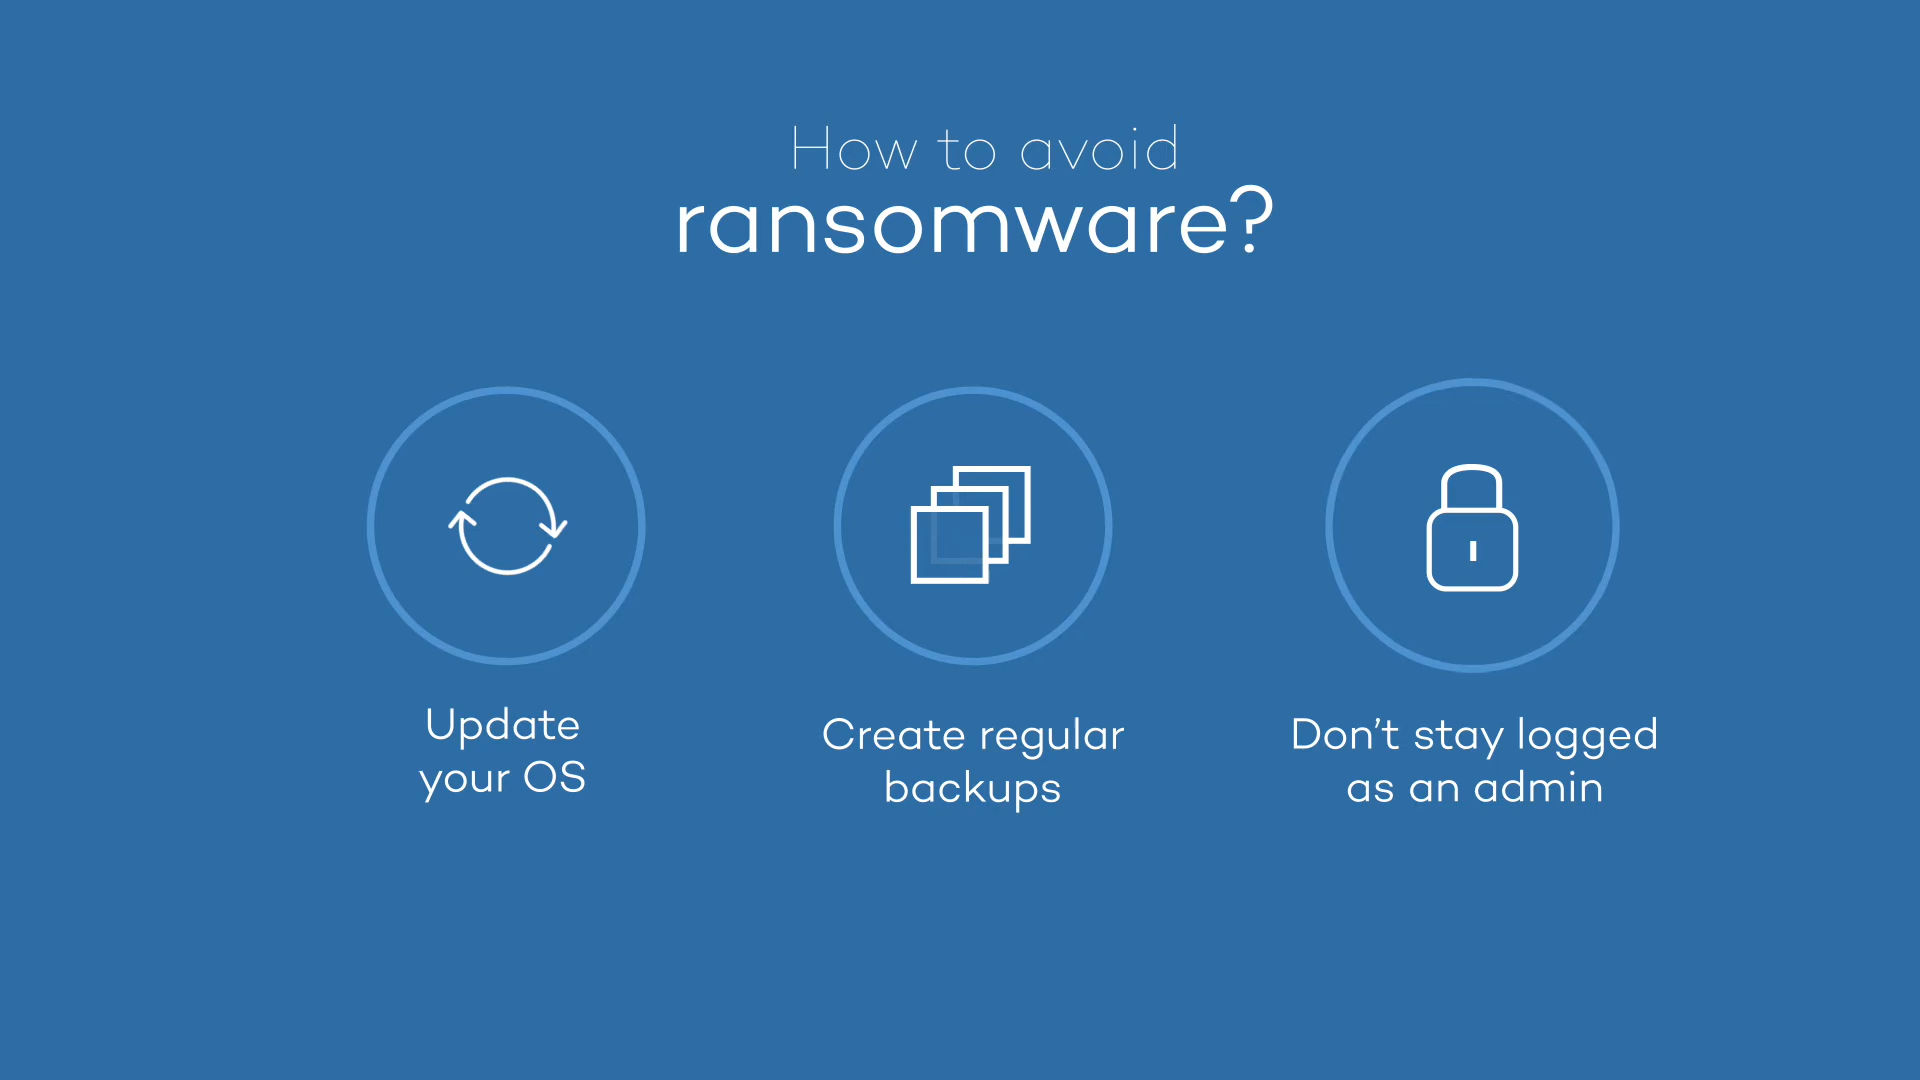 How to avoid
ransomware?
Update
your OS
Create regular
backups
Don't stay logged
as an admin